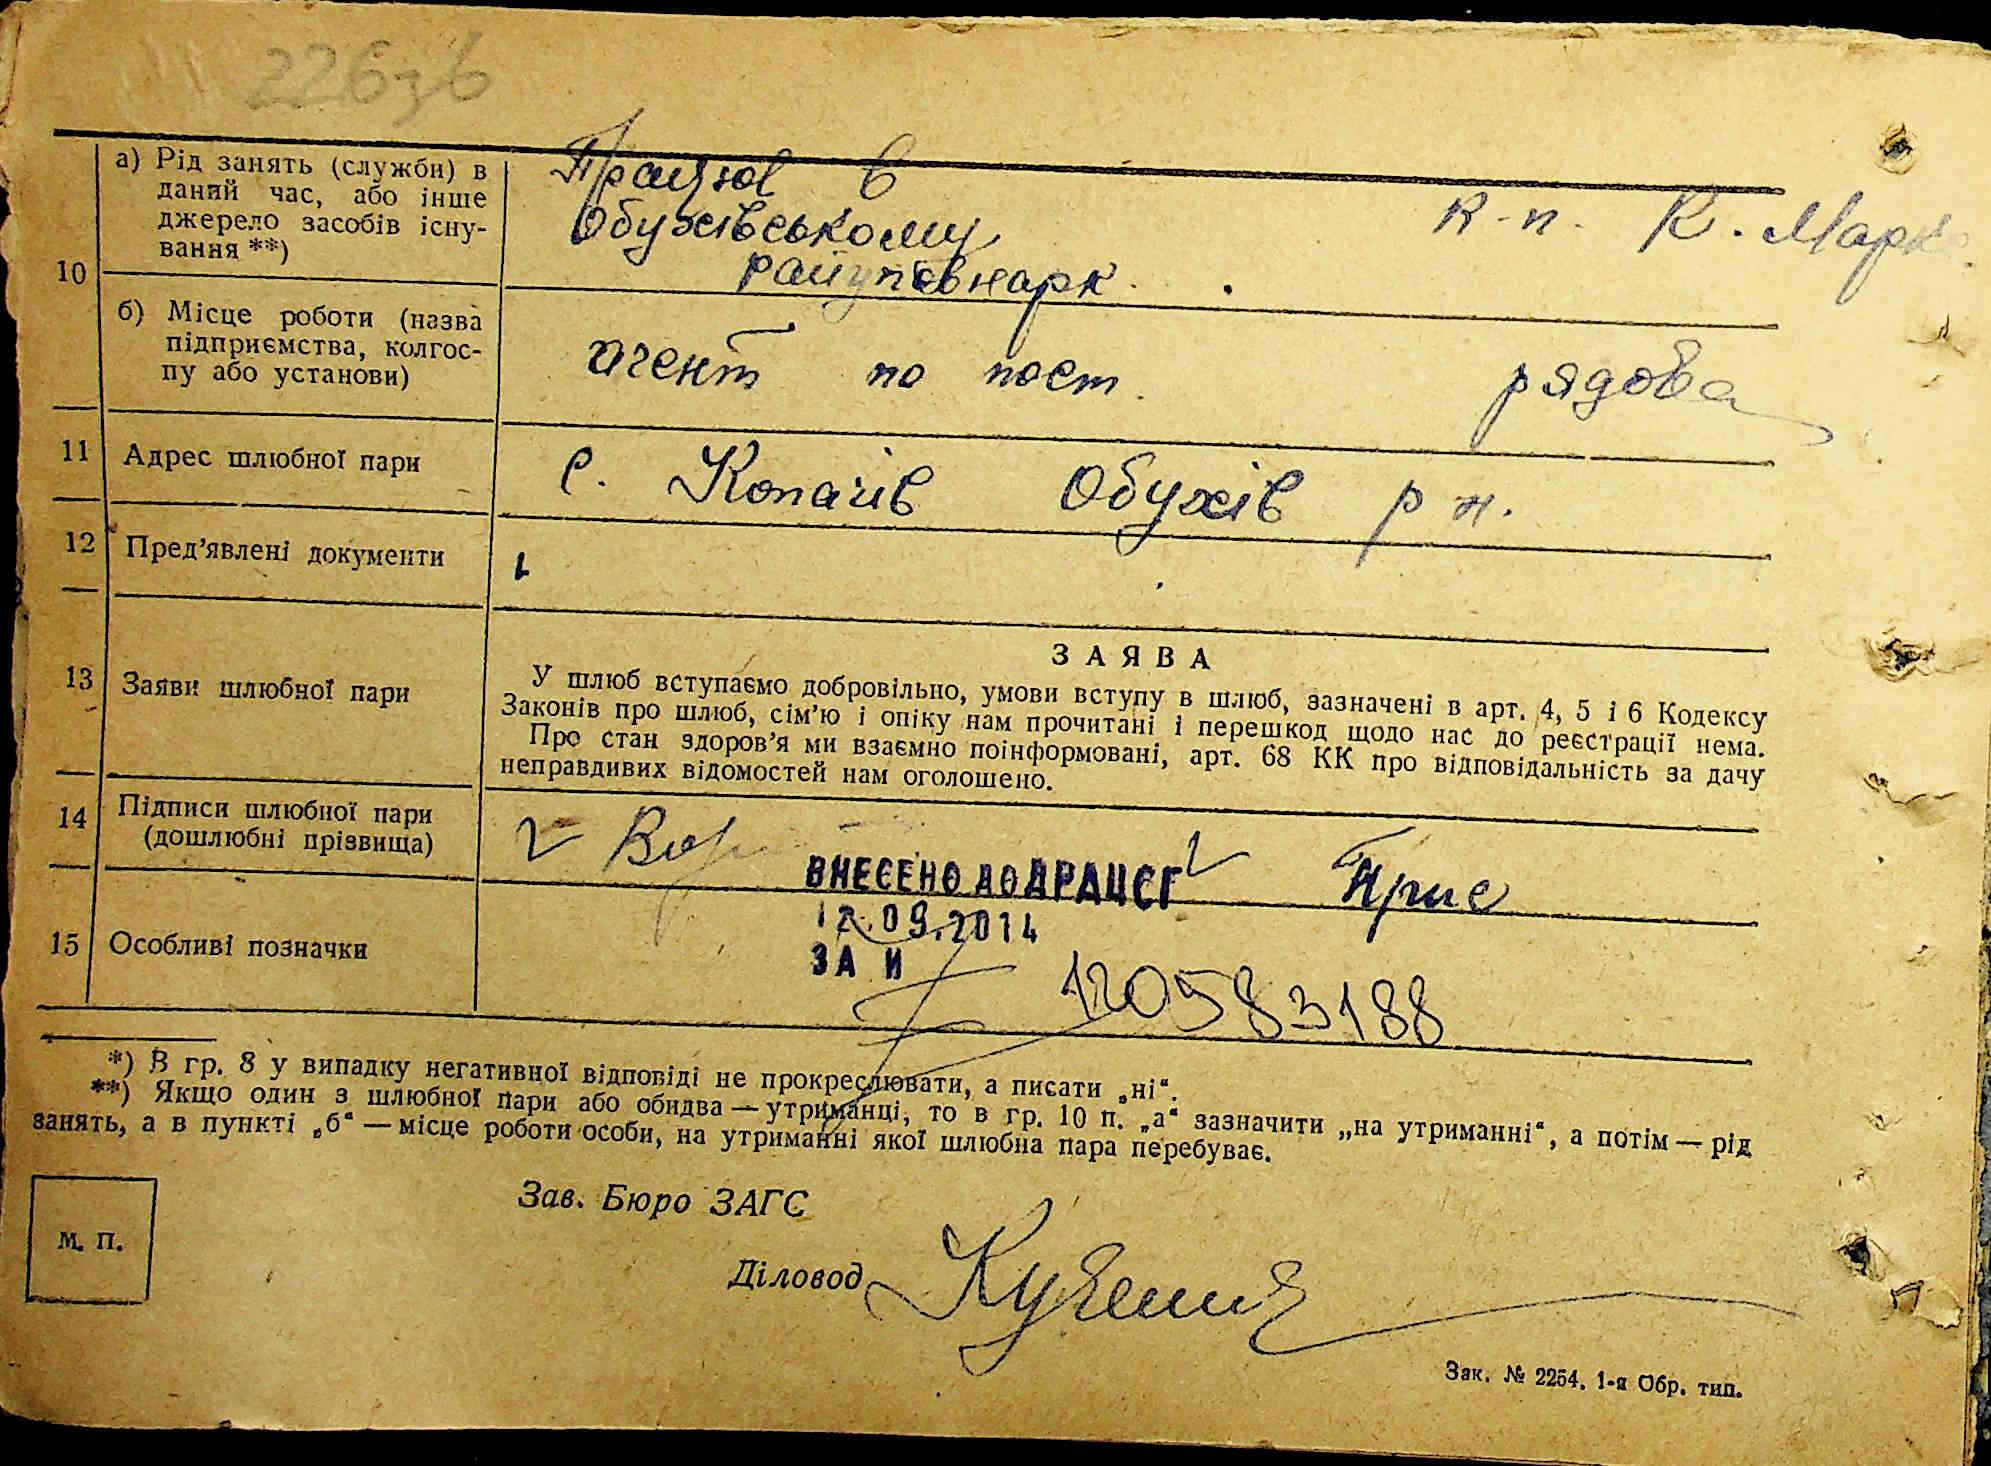 226зв
10
а) Рід занять (служби) в
даний час, або інше
джерело засобів існу-
вання **)
Працює в
Обухівському
к-п. К. Марк
б) Місце роботи (назва
підприємства, колгос-
пу або установи)
агент по пост.
рядова
11 Адрес шлюбної пари
с. Копачів Обухів р н.
12 Пред'явлені документи
13 Заяви шлюбної пари
ЗАЯВА
У шлюб вступаємо добровільно, умови вступу в шлюб, зазначені в арт. 4, 5 і 6 Кодексу
Законів про шлюб, сім'ю і опіку нам прочитані і перешкод щодо нас до реєстрації нема.
Про стан здоров'я ми взаємно поінформовані, арт. 68 КК про відповідальність за дачу
неправдивих відомостей нам оголошено.
14 Підписи шлюбної пари
(дошлюбні прізвища)
ВНЕСЕНО ДО ДРАЦСГ
12.09.2014
ЗА И
120583188
15 Особливі позначки
*) В гр. 8 у випадку негативної відповіді не прокреслювати, а писати „ні“.
**) Якщо один з шлюбної пари або обидва — утриманці, то в гр. 10 п. „а“ зазначити „на утриманні“, а потім — рід
занять, а в пункті „б“ — місце роботи особи, на утриманні якої шлюбна пара перебуває.
М. П.
Зав. Бюро ЗАГС
Діловод
Зак. № 2254. 1-я Обр. тип.